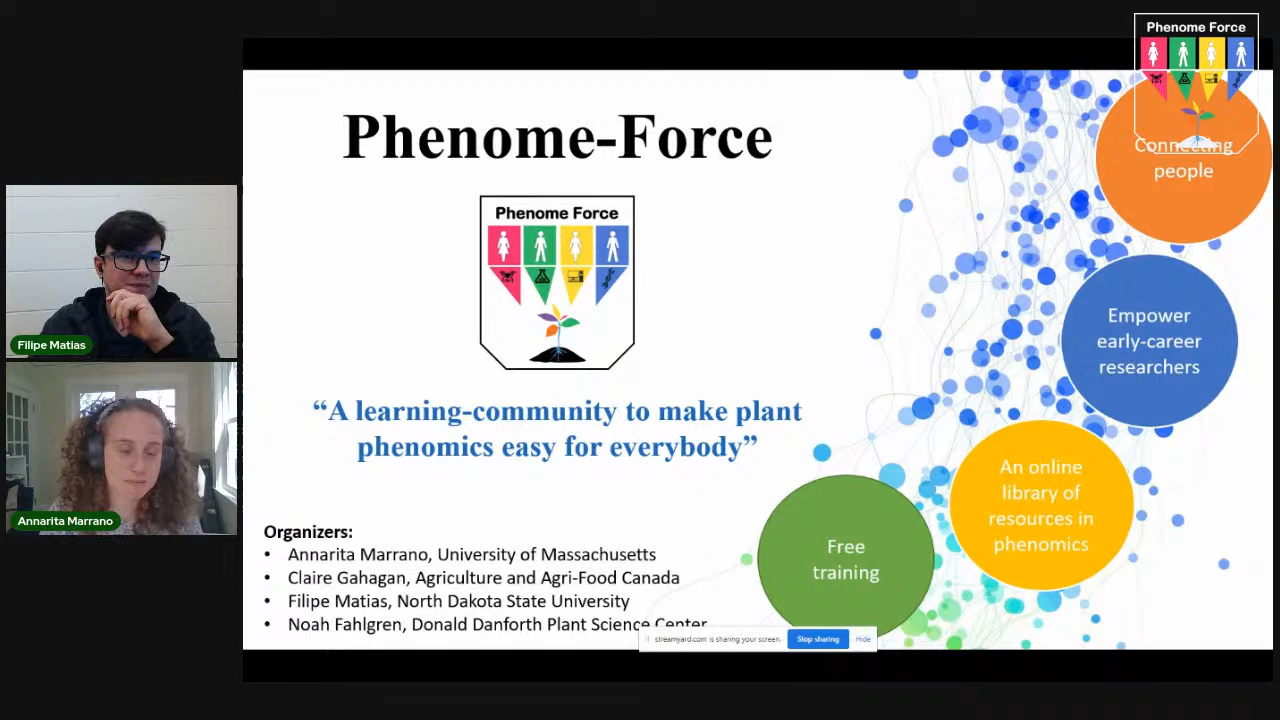 Phenome-Force
Phenome Force
“A learning-community to make plant
phenomics easy for everybody”
Organizers:
• Annarita Marrano, University of Massachusetts
• Claire Gahagan, Agriculture and Agri-Food Canada
• Filipe Matias, North Dakota State University
• Noah Fahlgren, Donald Danforth Plant Science Center
Phenome Force
Connecting
people
Empower
early-career
researchers
An online
library of
resources in
phenomics
Free
training
streamyard.com is sharing your screen.
Stop sharing
Hide
Filipe Matias
Annarita Marrano